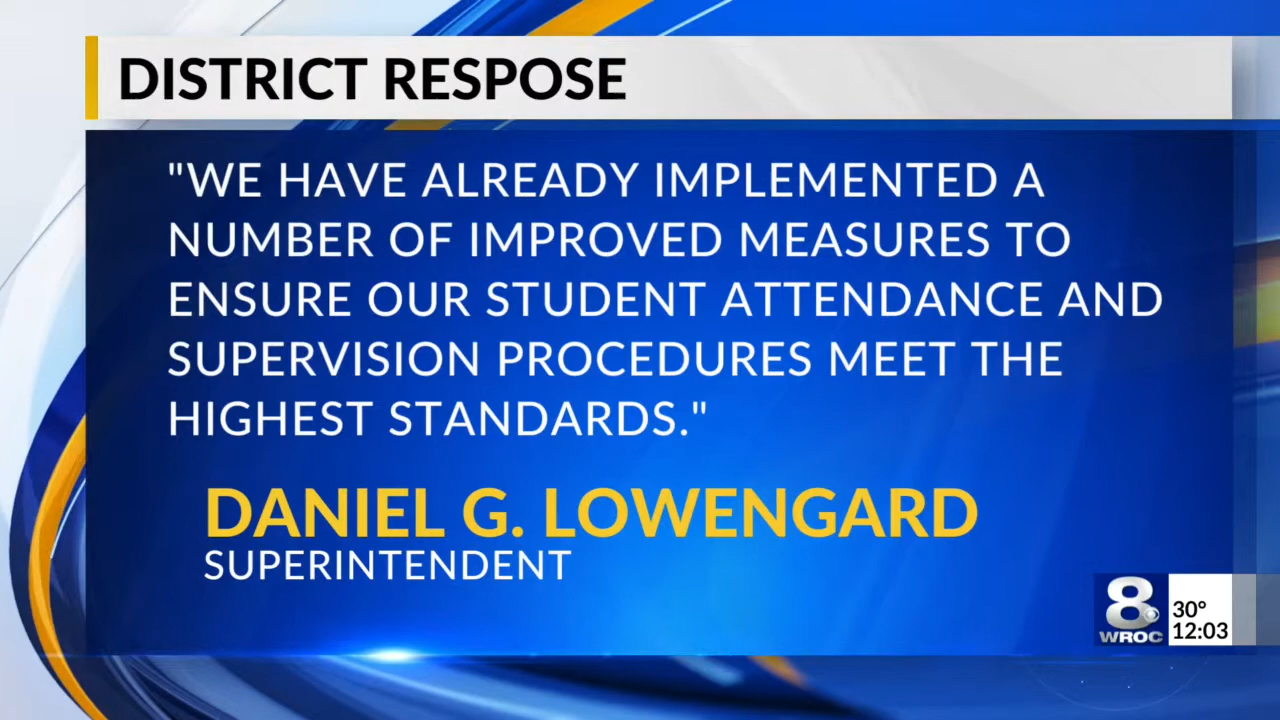 DISTRICT RESPOSE
"WE HAVE ALREADY IMPLEMENTED A
NUMBER OF IMPROVED MEASURES TO
ENSURE OUR STUDENT ATTENDANCE AND
SUPERVISION PROCEDURES MEET THE
HIGHEST STANDARDS."
DANIEL G. LOWENGARD
SUPERINTENDENT
8
WROC
30°
12:03